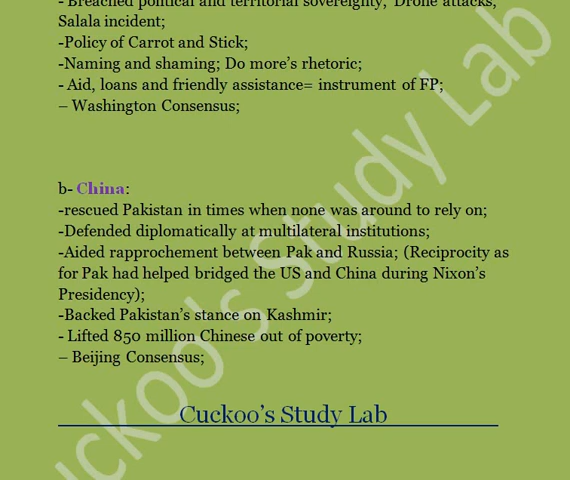 - Breached political and territorial sovereignty, Drone attacks,
Salala incident;
-Policy of Carrot and Stick;
-Naming and shaming; Do more's rhetoric;
- Aid, loans and friendly assistance= instrument of FP;
– Washington Consensus;
b- China:
-rescued Pakistan in times when none was around to rely on;
-Defended diplomatically at multilateral institutions;
-Aided rapprochement between Pak and Russia; (Reciprocity as
for Pak had helped bridged the US and China during Nixon's
Presidency);
-Backed Pakistan's stance on Kashmir;
- Lifted 850 million Chinese out of poverty;
– Beijing Consensus;
Cuckoo's Study Lab
uckoo's Study Lab